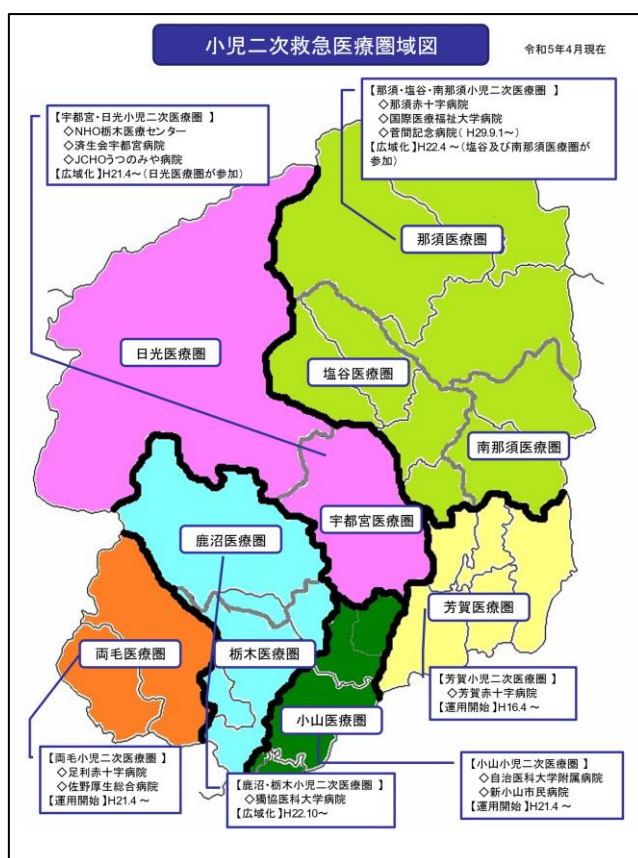 小児二次救急医療圏域図
令和5年4月現在
【宇都宮・日光小児二次医療圏 】
◇NHO栃木医療センター
◇済生会宇都宮病院
◇JCHOうつのみや病院
【広域化】H21.4～(日光医療圏が参加)
【那須・塩谷・南那須小児二次医療圏 】
◇那須赤十字病院
◇国際医療福祉大学病院
◇菅間記念病院( H29.9.1～)
【広域化】H22.4 ～(塩谷及び南那須医療圏が
参加)
那須医療圏
日光医療圏
塩谷医療圏
南那須医療圏
宇都宮医療圏
鹿沼医療圏
芳賀医療圏
両毛医療圏
栃木医療圏
小山医療圏
【芳賀小児二次医療圏 】
◇芳賀赤十字病院
【運用開始】H16.4 ～
【両毛小児二次医療圏 】
◇足利赤十字病院
◇佐野厚生総合病院
【運用開始】H21.4 ～
【鹿沼・栃木小児二次医療圏 】
◇獨協医科大学病院
【広域化】H22.10～
【小山小児二次医療圏 】
◇自治医科大学附属病院
◇新小山市民病院
【運用開始】H21.4 ～